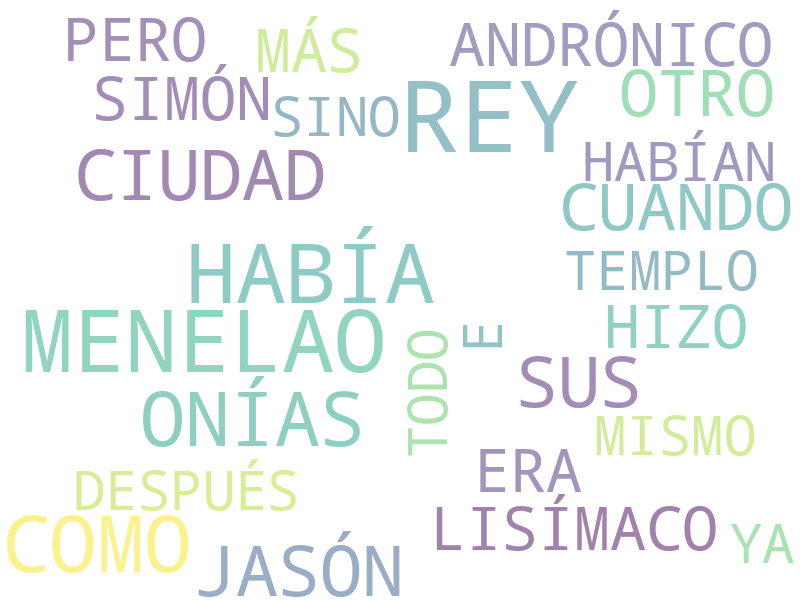 PERO
MÁS
ANDRÓNICO
SIMÓN
SINO
REY
OTRO
CIUDAD
HABÍAN
CUANDO
HABÍA
TEMPLO
MENELAO
E
HIZO
TODO
SUS
ONÍAS
MISMO
DESPUÉS
ERA
COMO
LISÍMACO
YA
JASÓN